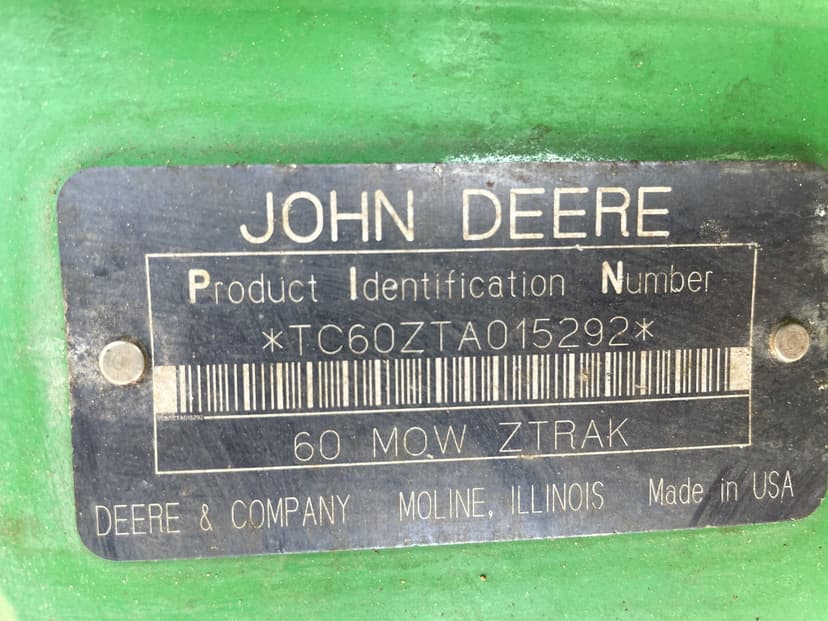 JOHN DEERE
Product Identification Number
*TC60ZTA015292*
60 MOW ZTRAK
DEERE & COMPANY MOLINE, ILLINOIS Made in USA